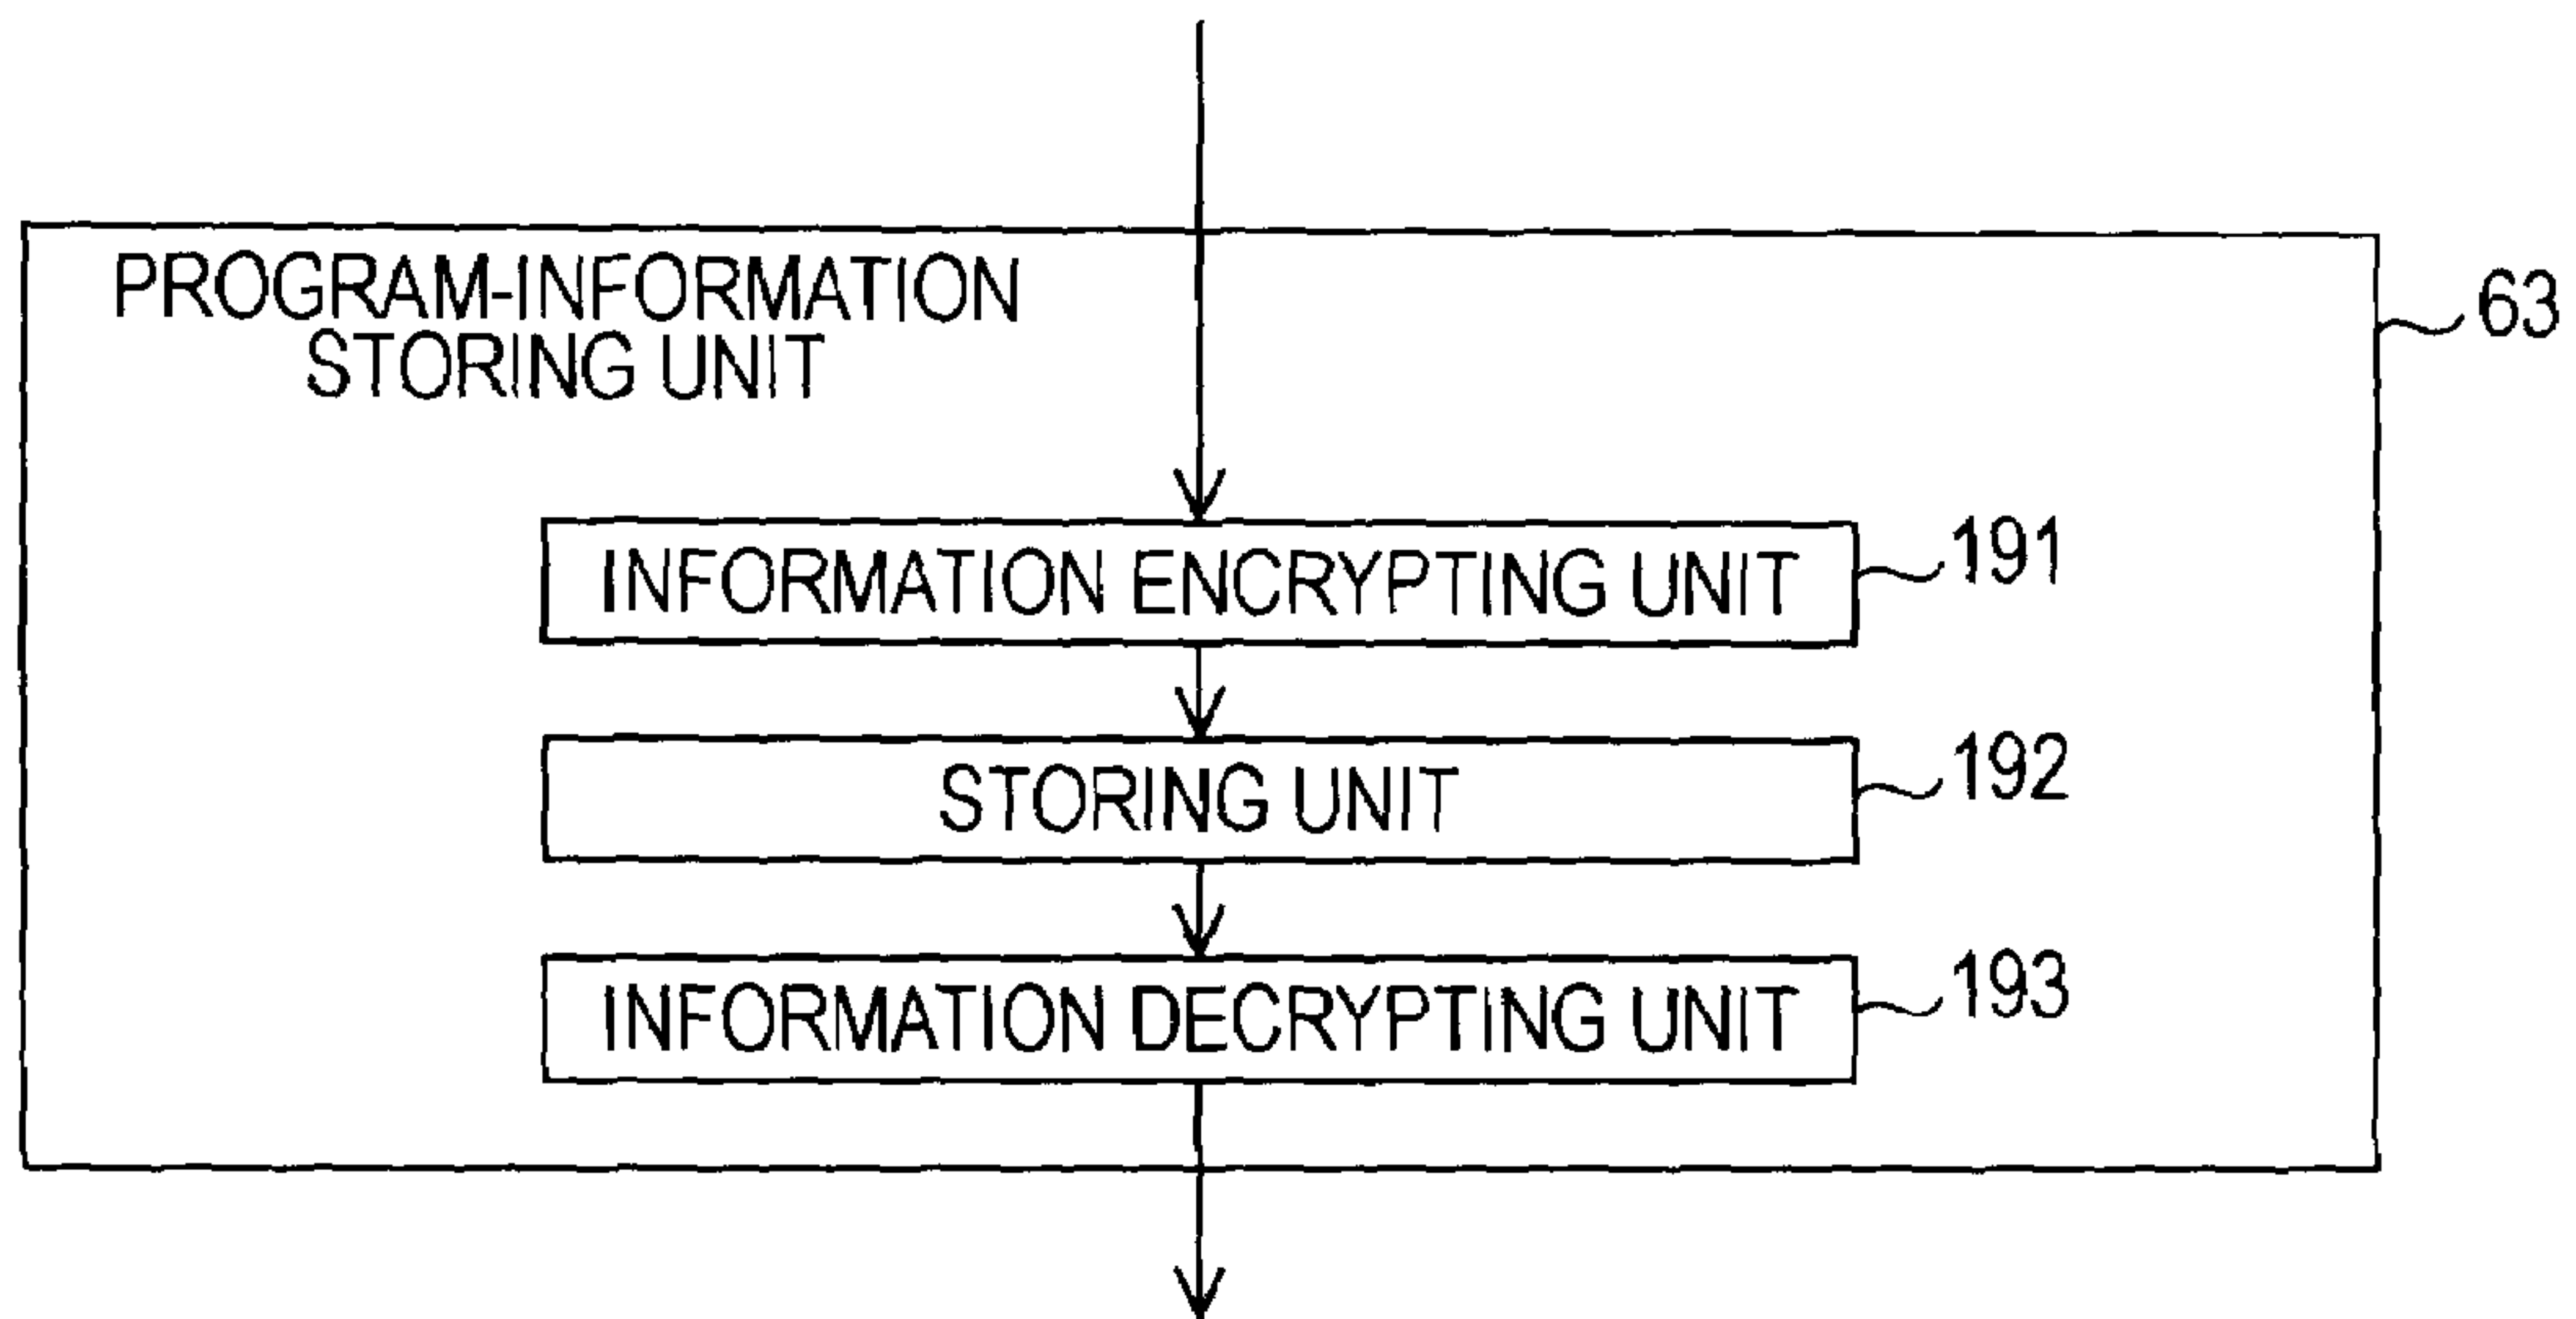 PROGRAM-INFORMATION
STORING UNIT
63
INFORMATION ENCRYPTING UNIT
191
STORING UNIT
192
INFORMATION DECRYPTING UNIT
193